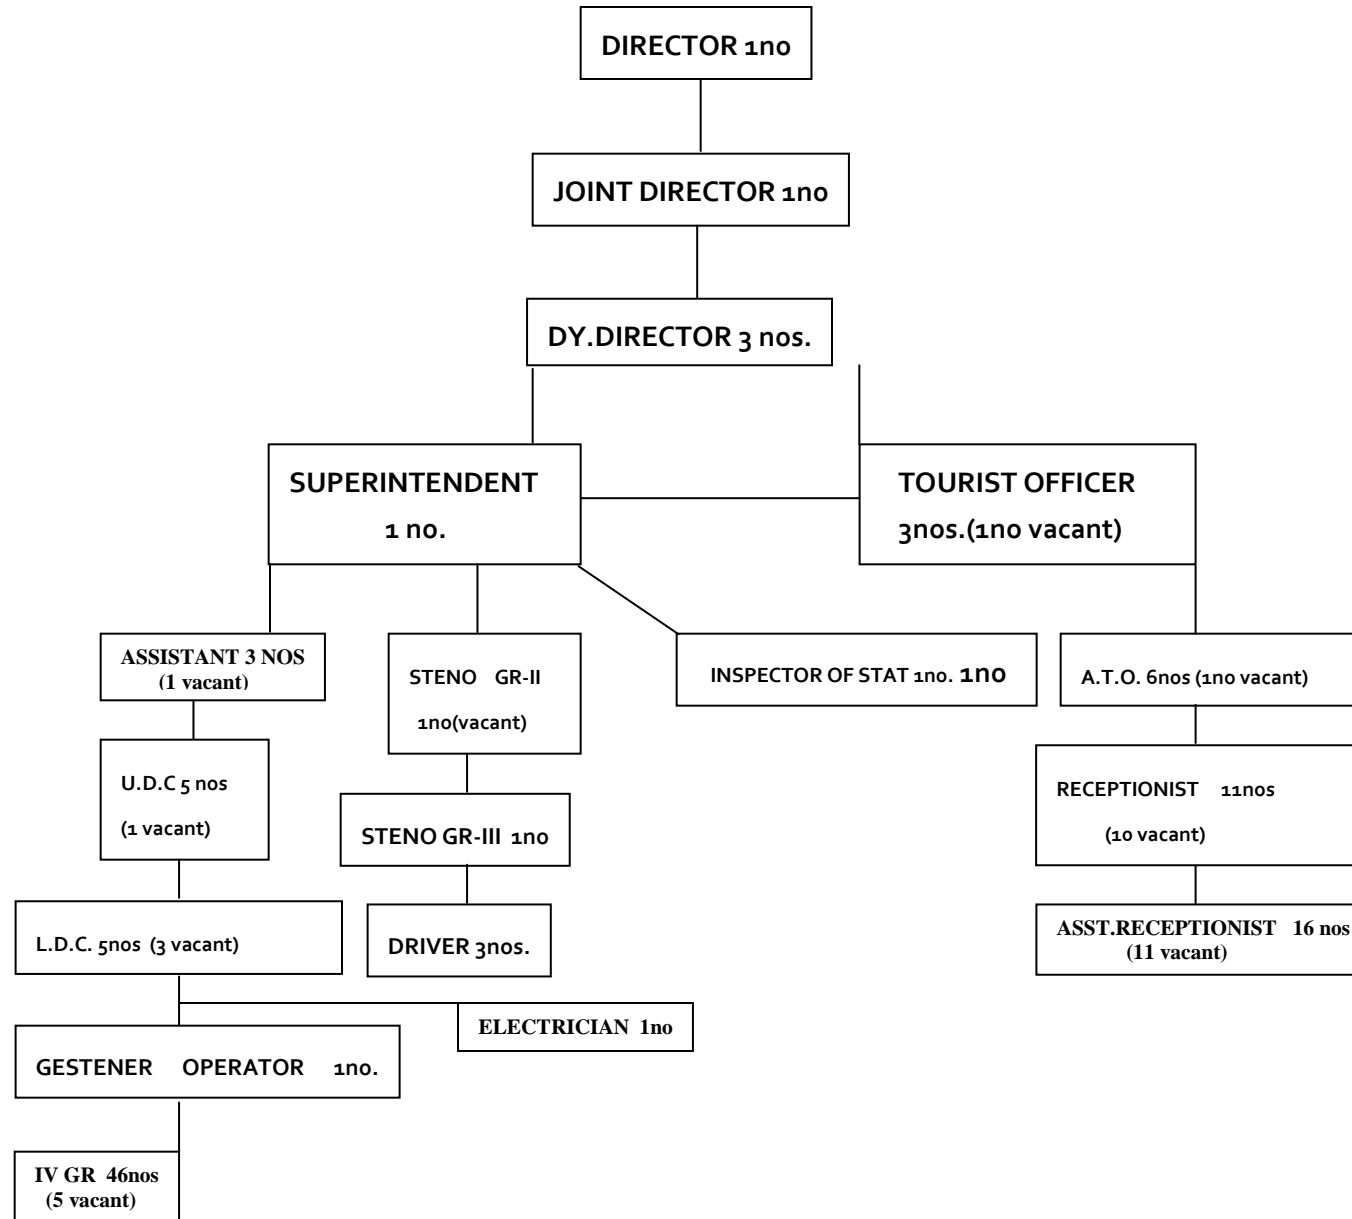 DIRECTOR 1no
JOINT DIRECTOR 1no
DY.DIRECTOR 3 nos.
SUPERINTENDENT
1 no.
TOURIST OFFICER
3nos.(1no vacant)
ASSISTANT 3 NOS
(1 vacant)
STENO GR-II
1no(vacant)
INSPECTOR OF STAT 1no. 1no
A.T.O. 6nos (1no vacant)
U.D.C 5 nos
(1 vacant)
RECEPTIONIST 11nos
(10 vacant)
STENO GR-III 1no
L.D.C. 5nos (3 vacant)
DRIVER 3nos.
ASST.RECEPTIONIST 16 nos
(11 vacant)
ELECTRICIAN 1no
GESTENER OPERATOR 1no.
IV GR 46nos
(5 vacant)